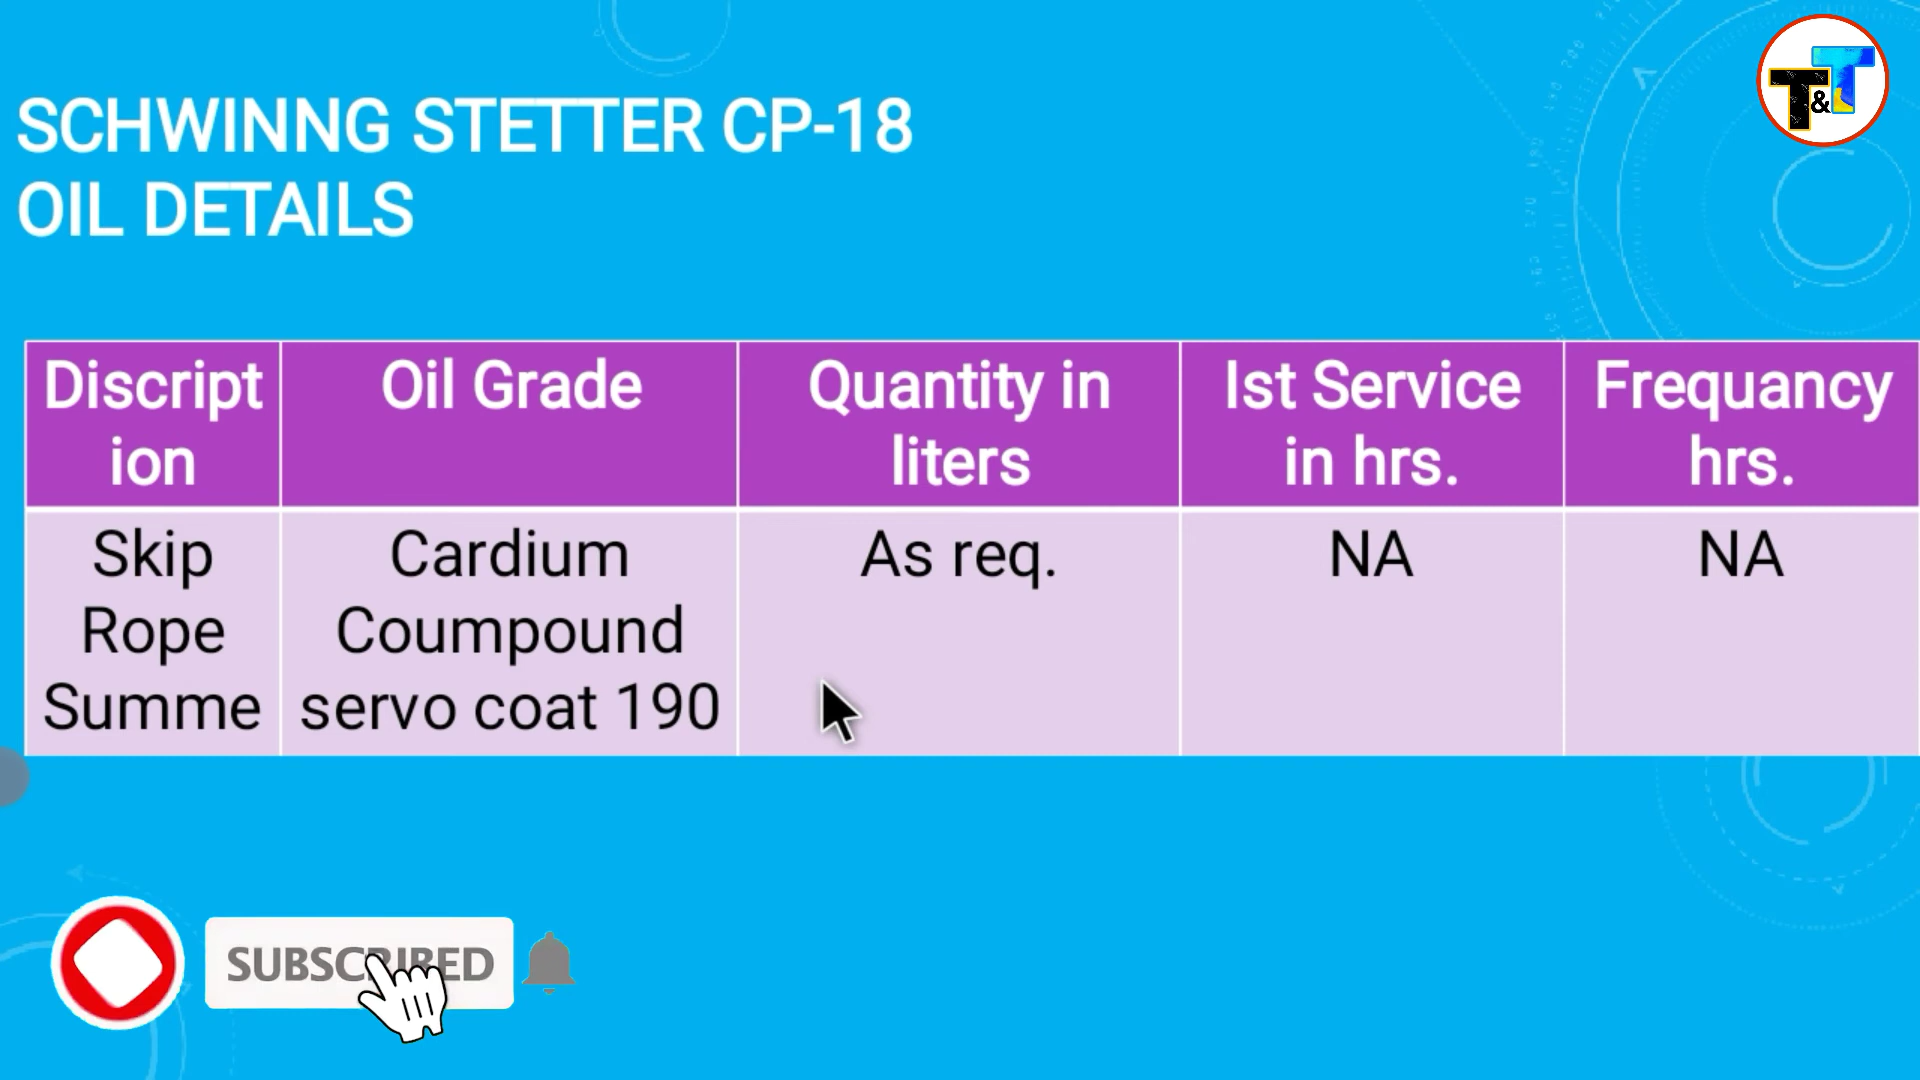 T&T
SCHWINNG STETTER CP-18
OIL DETAILS
Discript
ion
Oil Grade
Quantity in
liters
Ist Service
in hrs.
Frequancy
hrs.
Skip
Rope
Summe
Cardium
Coumpound
servo coat 190
As req.
NA
NA
SUBSCRIBED